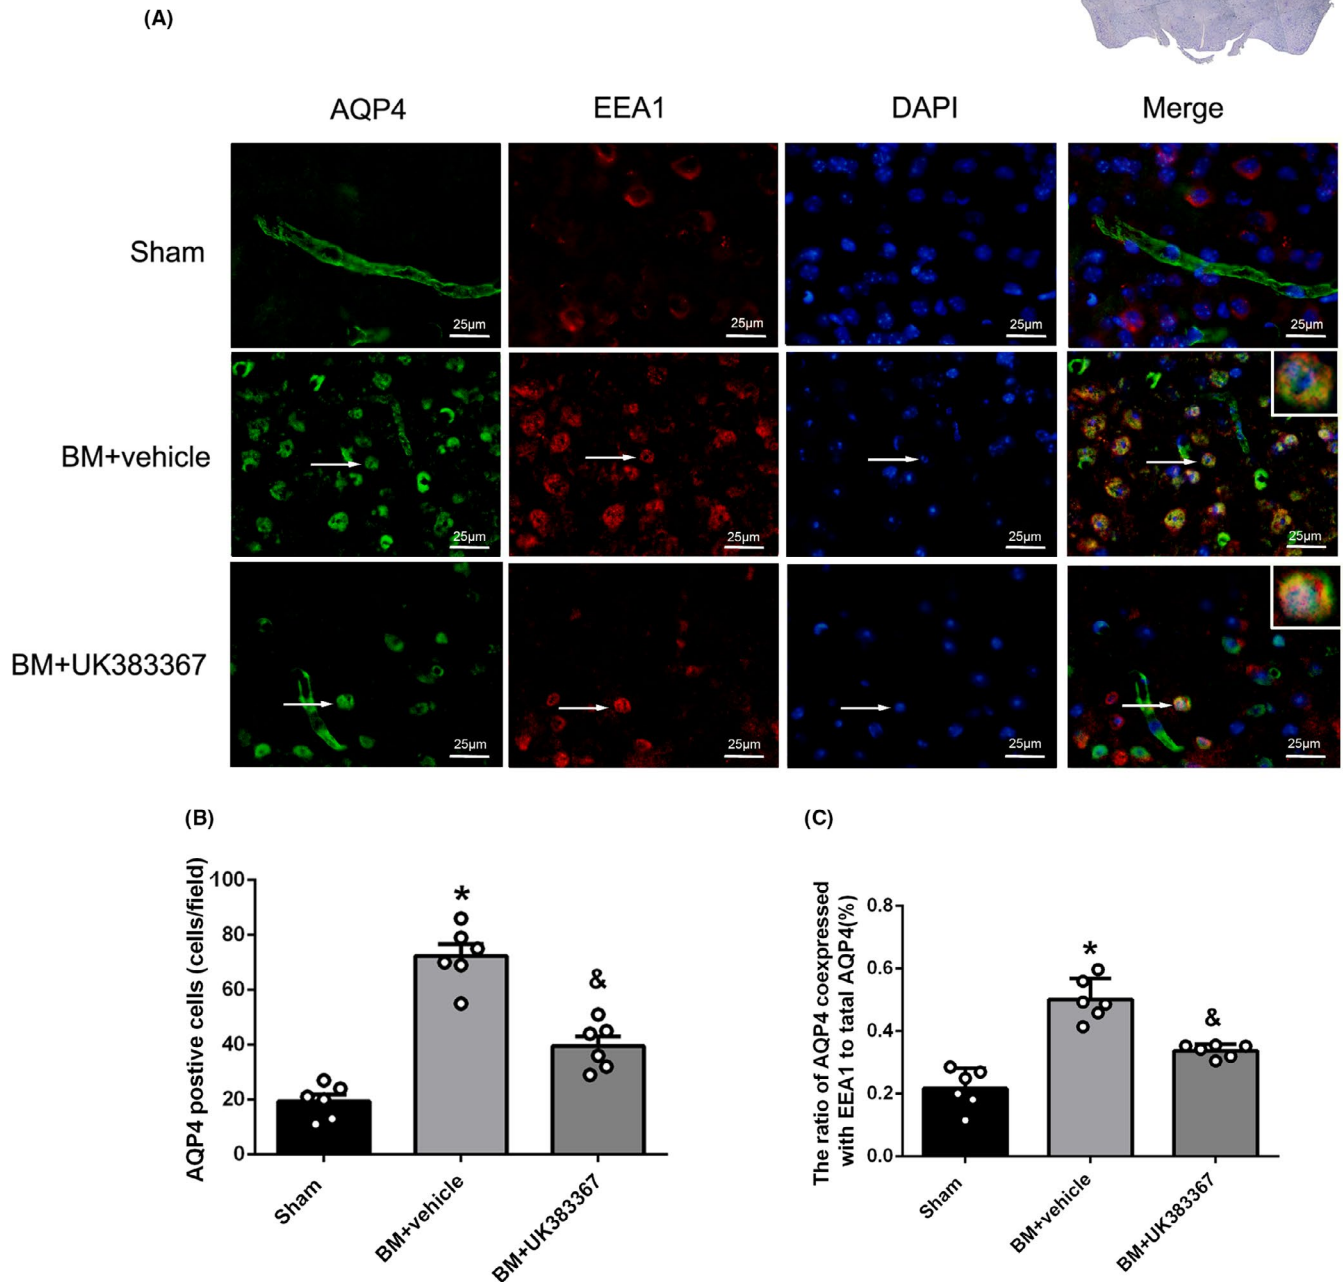 (A)
AQP4 EEA1 DAPI Merge
Sham
25μm 25μm 25μm 25μm
BM+vehicle
25μm 25μm 25μm 25μm
BM+UK383367
25μm 25μm 25μm 25μm
(B)
AQP4 postive cells (cells/field)
100
80
60
40
20
0
*
&
Sham
BM+vehicle
BM+UK383367
(C)
The ratio of AQP4 coexpressed
with EEA1 to tatal AQP4(%)
0.8
0.6
0.4
0.2
0.0
*
&
Sham
BM+vehicle
BM+UK383367